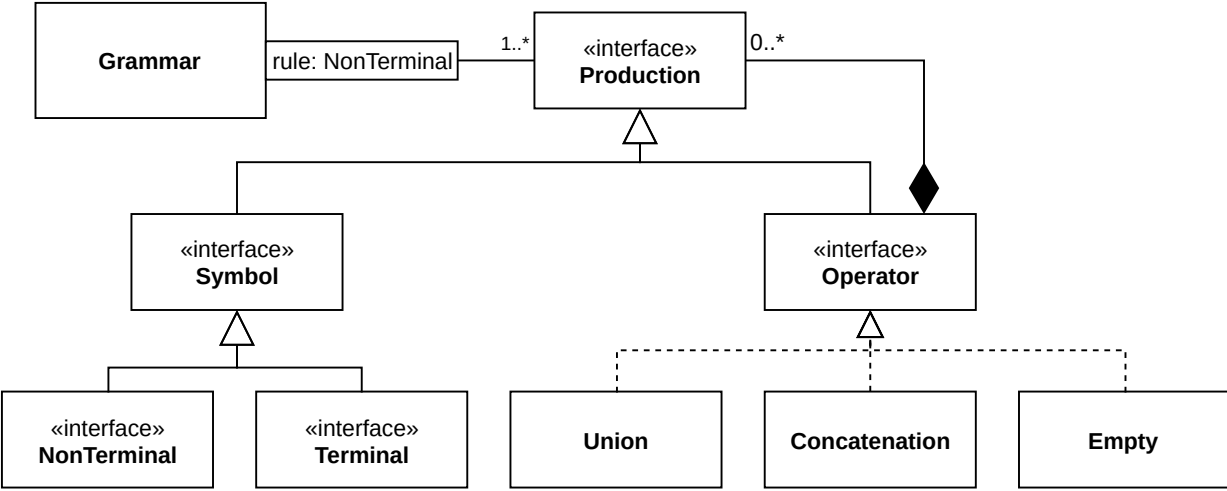 Grammar
rule: NonTerminal
1..*
«interface»
Production
0..*
«interface»
Symbol
«interface»
Operator
«interface»
NonTerminal
«interface»
Terminal
Union
Concatenation
Empty